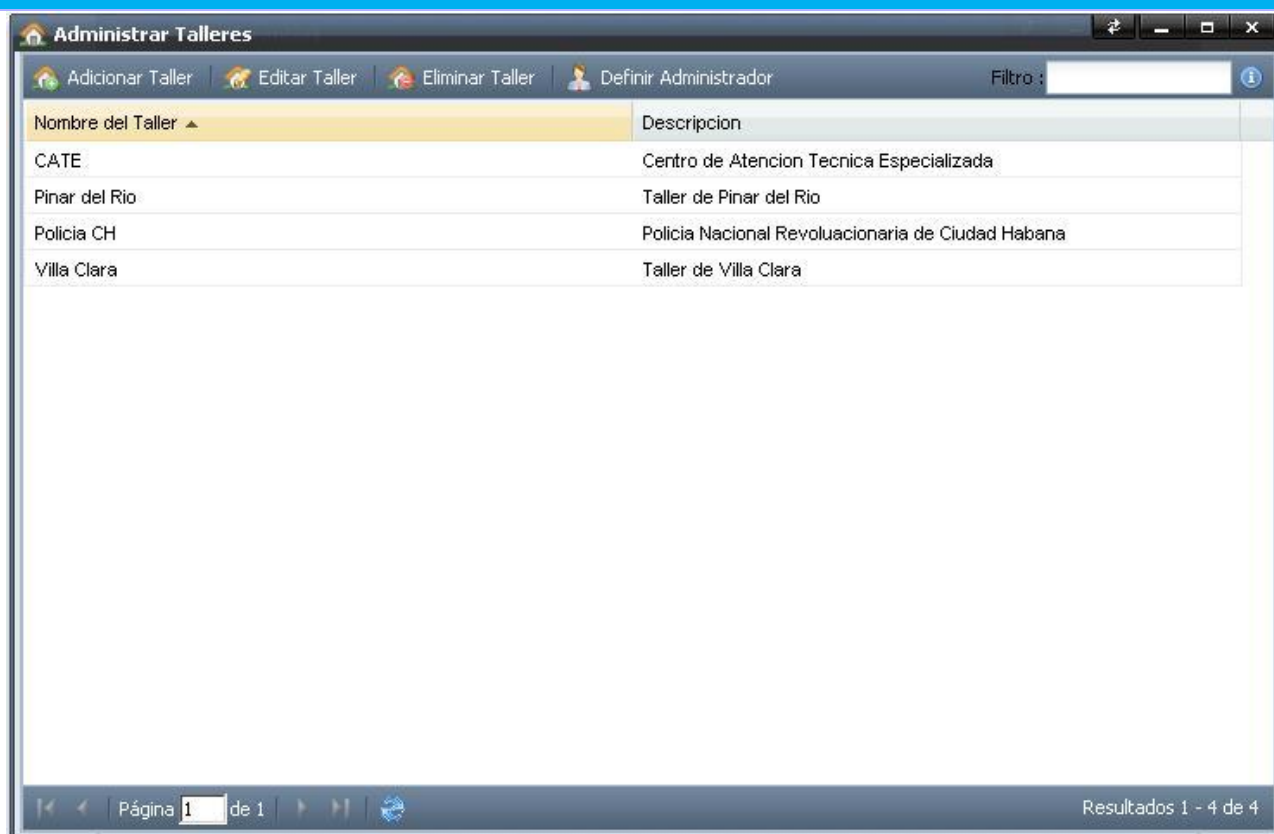 Administrar Talleres
Adicionar Taller Editar Taller Eliminar Taller Definir Administrador Filtro :
Nombre del Taller Descripcion
CATE Centro de Atencion Tecnica Especializada
Pinar del Rio Taller de Pinar del Rio
Policia CH Policia Nacional Revoluacionaria de Ciudad Habana
Villa Clara Taller de Villa Clara
Página 1 de 1 Resultados 1 - 4 de 4